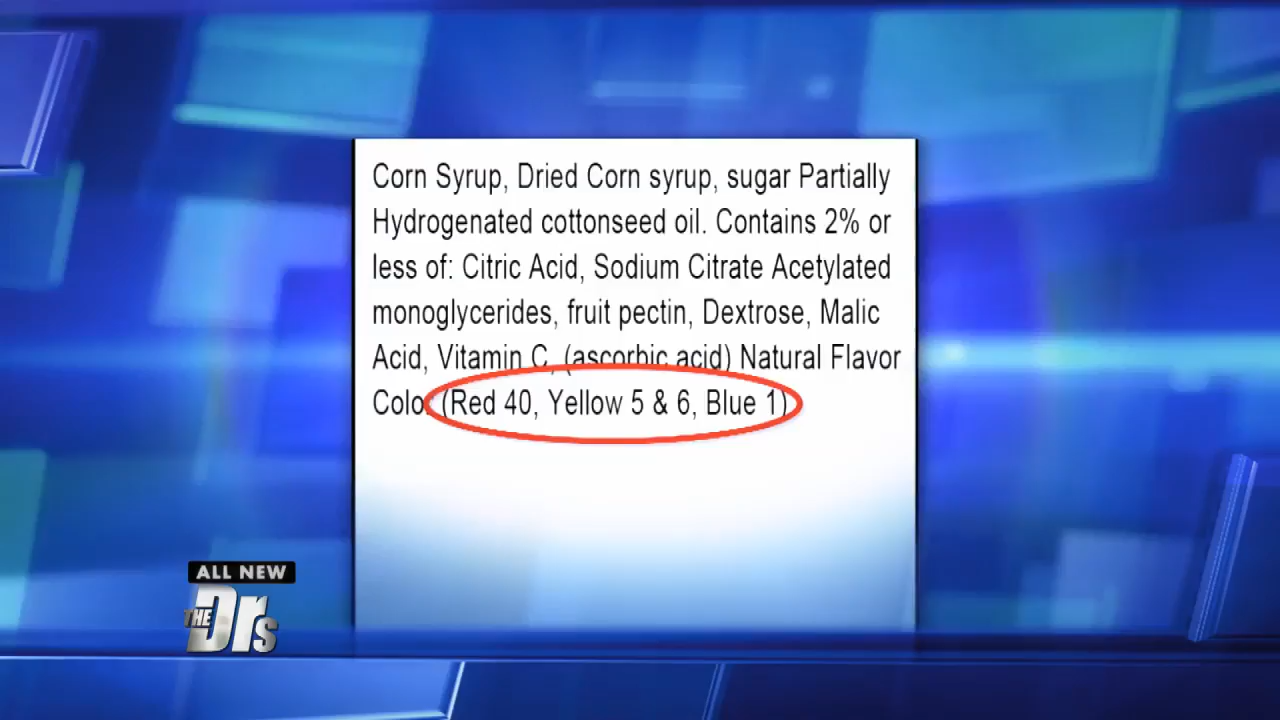 Corn Syrup, Dried Corn syrup, sugar Partially
Hydrogenated cottonseed oil. Contains 2% or
less of: Citric Acid, Sodium Citrate Acetylated
monoglycerides, fruit pectin, Dextrose, Malic
Acid, Vitamin C, (ascorbic acid) Natural Flavor
Color (Red 40, Yellow 5 & 6, Blue 1)
ALL NEW
THE Drs